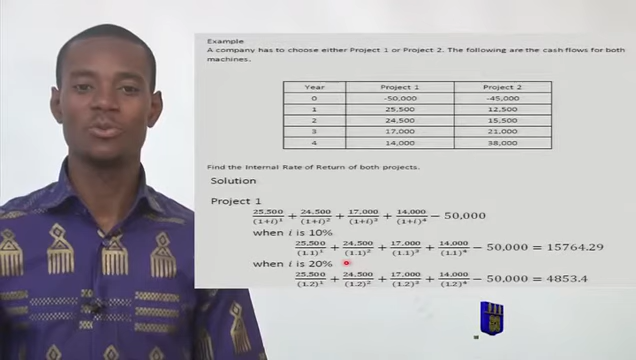 Example
A company has to choose either Project 1 or Project 2. The following are the cash flows for both
machines.
Year Project 1 Project 2
0 -50,000 -45,000
1 25,500 12,500
2 24,500 15,500
3 17,000 21,000
4 14,000 38,000
Find the Internal Rate of Return of both projects.
Solution
Project 1
25,500/(1+i)¹ + 24,500/(1+i)² + 17,000/(1+i)³ + 14,000/(1+i)⁴ − 50,000
when i is 10%
25,500/(1.1)¹ + 24,500/(1.1)² + 17,000/(1.1)³ + 14,000/(1.1)⁴ − 50,000 = 15764.29
when i is 20%
25,500/(1.2)¹ + 24,500/(1.2)² + 17,000/(1.2)³ + 14,000/(1.2)⁴ − 50,000 = 4853.4